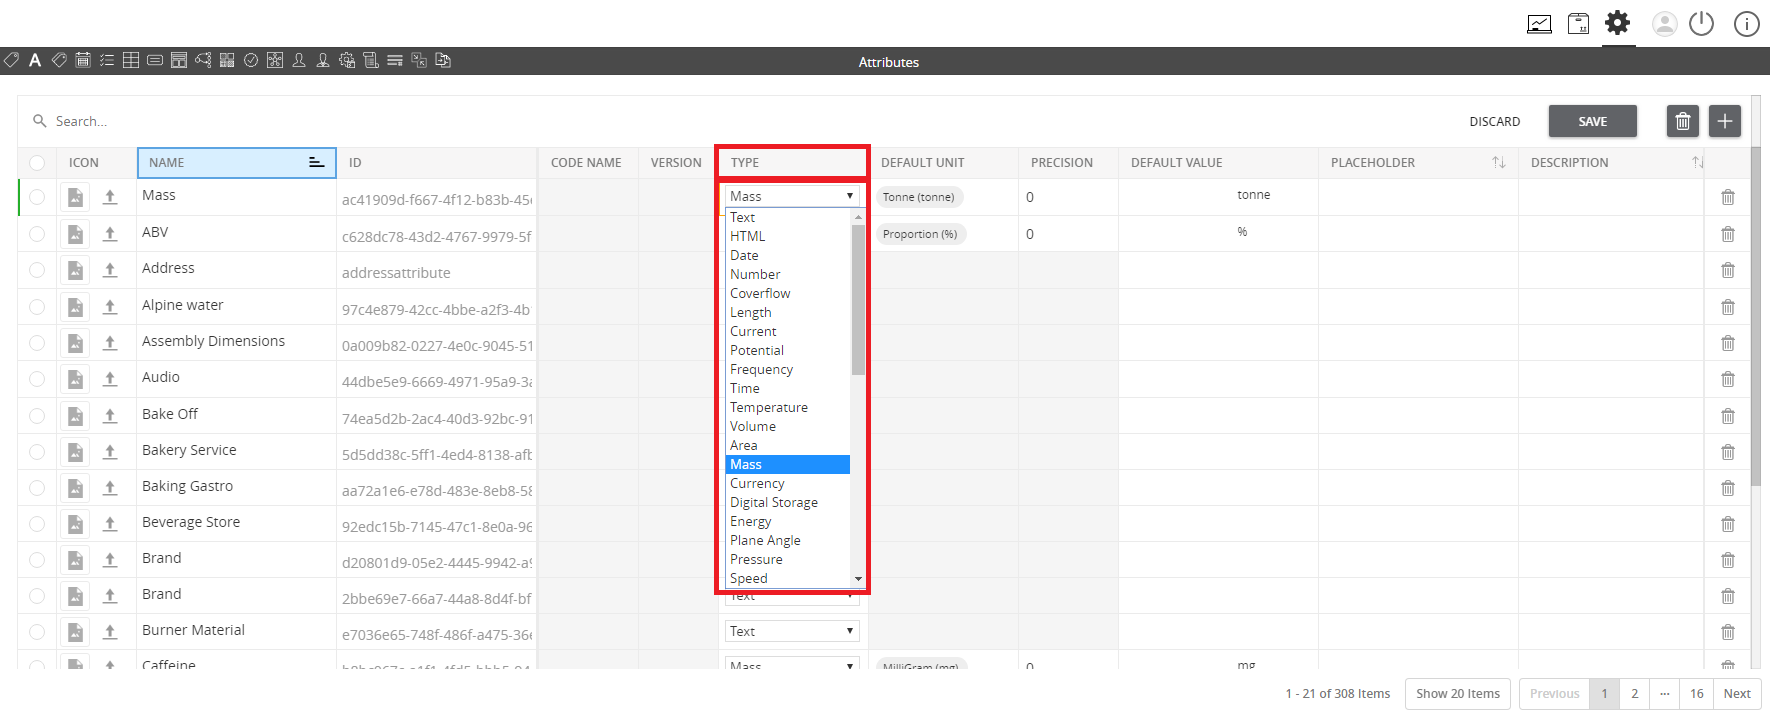 Attributes
Search...
DISCARD SAVE
ICON NAME ID CODE NAME VERSION TYPE DEFAULT UNIT PRECISION DEFAULT VALUE PLACEHOLDER DESCRIPTION
Mass ac41909d-f667-4f12-b83b-45 Mass Tonne (tonne) 0 tonne
ABV c628dc78-43d2-4767-9979-5f Proportion (%) 0 %
Address addressattribute
Alpine water 97c4e879-42cc-4bbe-a2f3-4b
Assembly Dimensions 0a009b82-0227-4e0c-9045-51
Audio 44dbe5e9-6669-4971-95a9-3a
Bake Off 74ea5d2b-2ac4-40d3-92bc-91
Bakery Service 5d5dd38c-5ff1-4ed4-8138-afb
Baking Gastro aa72a1e6-e78d-483e-8eb8-58
Beverage Store 92edc15b-7145-47c1-8e0a-96
Brand d20801d9-05e2-4445-9942-a9
Brand 2bbe69e7-66a7-44a8-8d4f-bf Text
Burner Material e7036e65-748f-486f-a475-36e Text
Caffeine Mass MilliGram (mg) 0 mg
Text
HTML
Date
Number
Coverflow
Length
Current
Potential
Frequency
Time
Temperature
Volume
Area
Mass
Currency
Digital Storage
Energy
Plane Angle
Pressure
Speed
1 - 21 of 308 Items Show 20 Items Previous 1 2 ... 16 Next